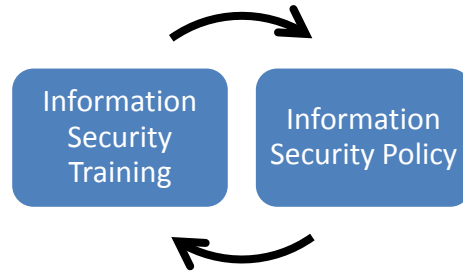 Information
Security
Training
Information
Security Policy